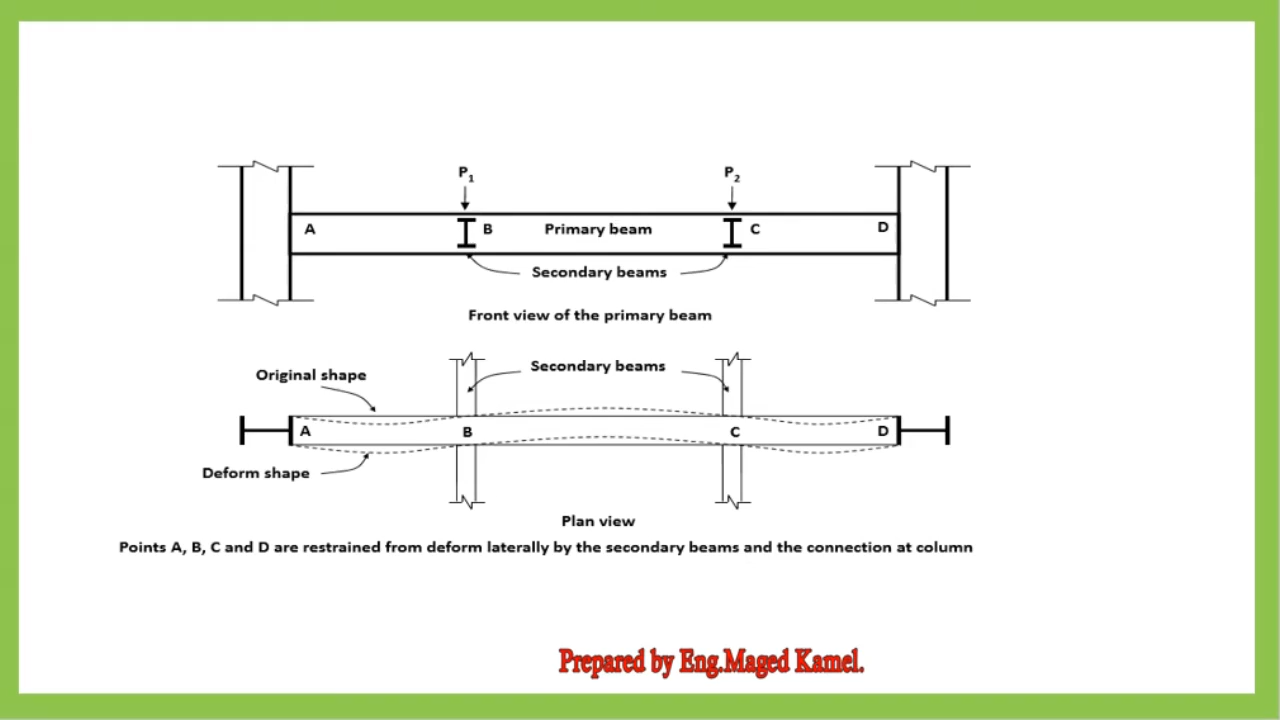 P1 P2
A B Primary beam C D
Secondary beams
Front view of the primary beam
Secondary beams
Original shape
A B C D
Deform shape
Plan view
Points A, B, C and D are restrained from deform laterally by the secondary beams and the connection at column
Prepared by Eng.Maged Kamel.